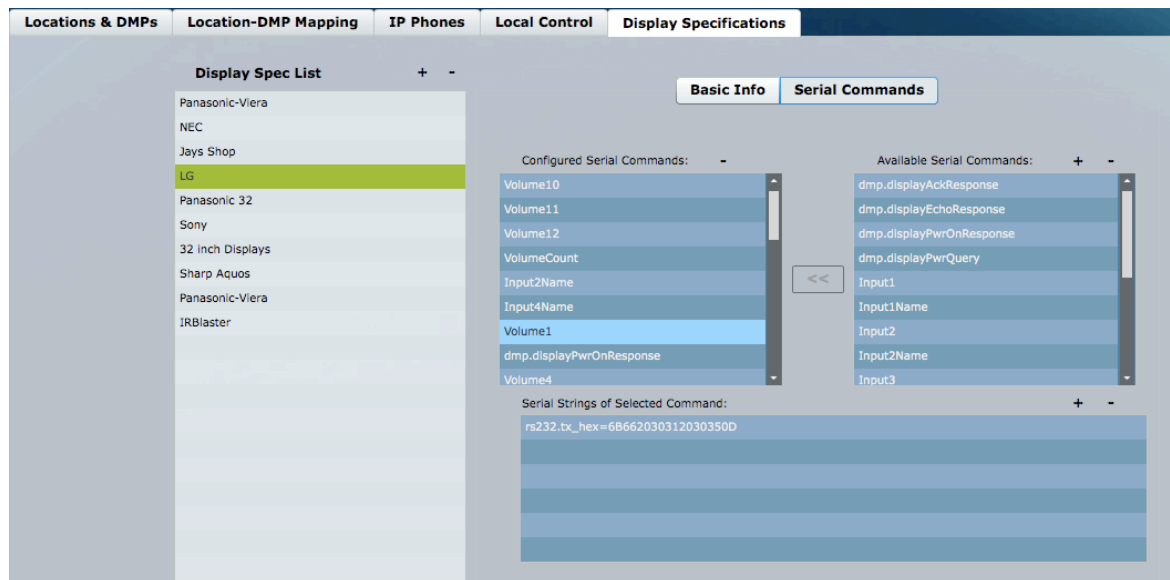 Locations & DMPs Location-DMP Mapping IP Phones Local Control Display Specifications
Display Spec List + -
Panasonic-Viera
NEC
Jays Shop
LG
Panasonic 32
Sony
32 inch Displays
Sharp Aquos
Panasonic-Viera
IRBlaster
Basic Info Serial Commands
Configured Serial Commands: -
Volume10
Volume11
Volume12
VolumeCount
Input2Name
Input4Name
Volume1
dmp.displayPwrOnResponse
Volume4
<<
Available Serial Commands: + -
dmp.displayAckResponse
dmp.displayEchoResponse
dmp.displayPwrOnResponse
dmp.displayPwrQuery
Input1
Input1Name
Input2
Input2Name
Input3
Serial Strings of Selected Command: + -
rs232.tx_hex=6B662030312030350D